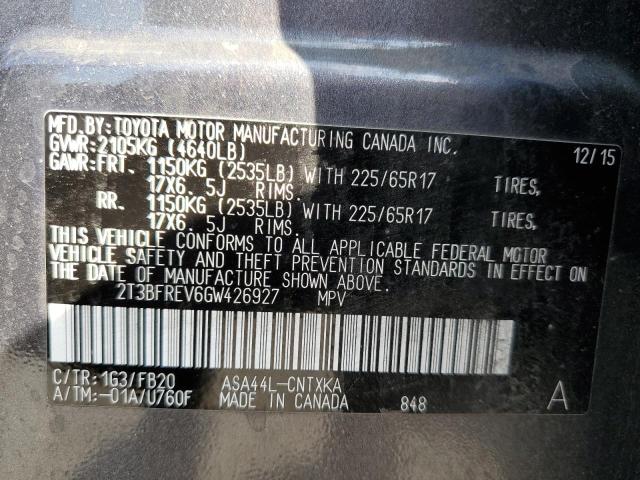 MFD.BY:TOYOTA MOTOR MANUFACTURING CANADA INC.
GVWR:2105KG (4640LB) 12/15
GAWR:FRT. 1150KG (2535LB) WITH 225/65R17 TIRES,
17X6. 5J RIMS.
RR. 1150KG (2535LB) WITH 225/65R17 TIRES,
17X6. 5J RIMS.
THIS VEHICLE CONFORMS TO ALL APPLICABLE FEDERAL MOTOR
VEHICLE SAFETY AND THEFT PREVENTION STANDARDS IN EFFECT ON
THE DATE OF MANUFACTURE SHOWN ABOVE.
2T3BFREV6GW426927 MPV
C/TR:1G3/FB20 ASA44L-CNTXKA
A/TM:-01A/U760F MADE IN CANADA 848 A